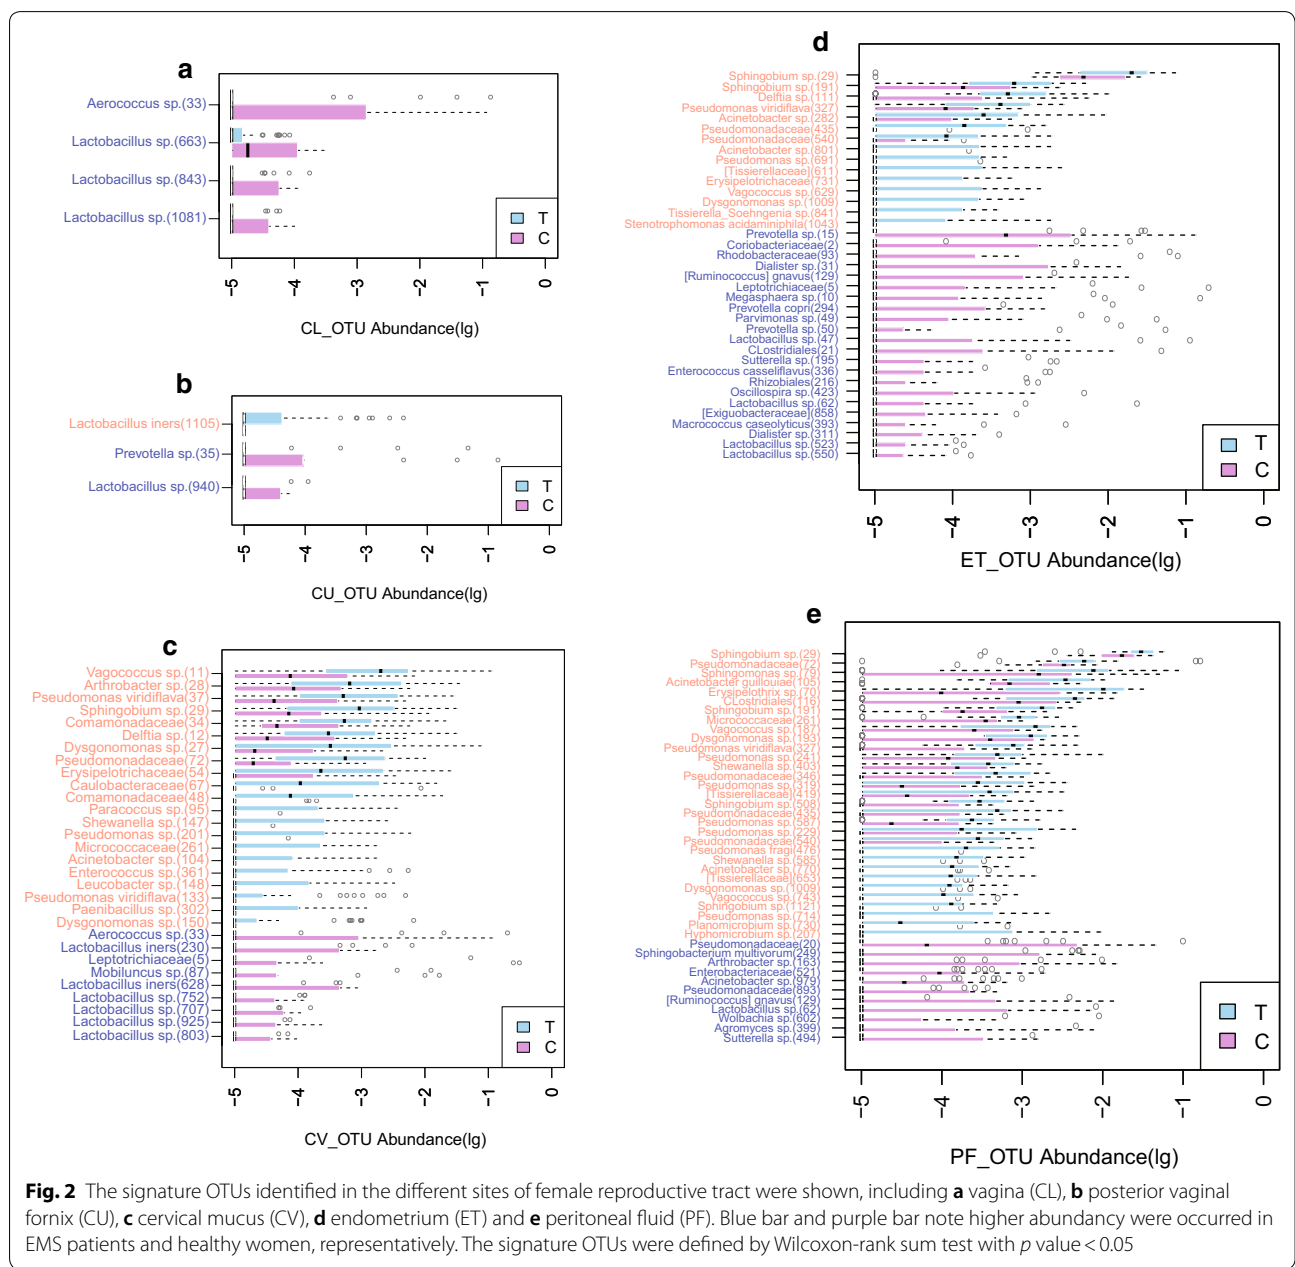 a
Aerococcus sp.(33)
Lactobacillus sp.(663)
Lactobacillus sp.(843)
Lactobacillus sp.(1081)
T
C
-5
-4
-3
-2
-1
0
CL_OTU Abundance(lg)
b
Lactobacillus iners(1105)
Prevotella sp.(35)
Lactobacillus sp.(940)
T
C
-5
-4
-3
-2
-1
0
CU_OTU Abundance(lg)
c
Vagococcus sp.(11)
Arthrobacter sp.(28)
Pseudomonas viridiflava(37)
Sphingobium sp.(29)
Comamonadaceae(34)
Delftia sp.(12)
Dysgonomonas sp.(27)
Pseudomonadaceae(72)
Erysipelotrichaceae(54)
Caulobacteraceae(67)
Comamonadaceae(48)
Paracoccus sp.(95)
Shewanella sp.(147)
Pseudomonas sp.(201)
Micrococcaceae(261)
Acinetobacter sp.(104)
Enterococcus sp.(361)
Leucobacter sp.(148)
Pseudomonas viridiflava(133)
Paenibacillus sp.(302)
Dysgonomonas sp.(150)
Aerococcus sp.(33)
Lactobacillus iners(230)
Leptotrichiaceae(5)
Mobiluncus sp.(87)
Lactobacillus iners(628)
Lactobacillus sp.(752)
Lactobacillus sp.(707)
Lactobacillus sp.(925)
Lactobacillus sp.(803)
T
C
-5
-4
-3
-2
-1
0
CV_OTU Abundance(lg)
d
Sphingobium sp.(29)
Sphingobium sp.(191)
Delftia sp.(111)
Pseudomonas viridiflava(327)
Acinetobacter sp.(282)
Pseudomonadaceae(435)
Pseudomonadaceae(540)
Acinetobacter sp.(801)
Pseudomonas sp.(691)
[Tissierellaceae](611)
Erysipelotrichaceae(731)
Vagococcus sp.(629)
Dysgonomonas sp.(1009)
Tissierella_Soehngenia sp.(841)
Stenotrophomonas acidaminiphila(1043)
Prevotella sp.(15)
Coriobacteriaceae(2)
Rhodobacteraceae(93)
Dialister sp.(31)
[Ruminococcus] gnavus(129)
Leptotrichiaceae(5)
Megasphaera sp.(10)
Prevotella copri(294)
Parvimonas sp.(49)
Prevotella sp.(50)
Lactobacillus sp.(47)
CLostridiales(21)
Sutterella sp.(195)
Enterococcus casseliflavus(336)
Rhizobiales(216)
Oscillospira sp.(423)
Lactobacillus sp.(62)
[Exiguobacteraceae](858)
Macrococcus caseolyticus(393)
Dialister sp.(311)
Lactobacillus sp.(523)
Lactobacillus sp.(550)
T
C
-5
-4
-3
-2
-1
0
ET_OTU Abundance(lg)
e
Sphingobium sp.(29)
Pseudomonadaceae(72)
Sphingomonas sp.(79)
Acinetobacter guillouiae(105)
Erysipelothrix sp.(70)
CLostridiales(116)
Sphingobium sp.(191)
Micrococcaceae(261)
Vagococcus sp.(187)
Dysgonomonas sp.(193)
Pseudomonas viridiflava(327)
Pseudomonas sp.(241)
Shewanella sp.(403)
Pseudomonadaceae(346)
Pseudomonas sp.(319)
[Tissierellaceae](419)
Sphingobium sp.(508)
Pseudomonadaceae(435)
Pseudomonas sp.(587)
Pseudomonas sp.(229)
Pseudomonadaceae(540)
Pseudomonas fragi(476)
Shewanella sp.(585)
Acinetobacter sp.(770)
[Tissierellaceae](653)
Dysgonomonas sp.(1009)
Vagococcus sp.(743)
Sphingobium sp.(1121)
Pseudomonas sp.(714)
Planomicrobium sp.(730)
Hyphomicrobium sp.(207)
Pseudomonadaceae(20)
Sphingobacterium multivorum(249)
Arthrobacter sp.(163)
Enterobacteriaceae(521)
Acinetobacter sp.(979)
Pseudomonadaceae(893)
[Ruminococcus] gnavus(129)
Lactobacillus sp.(62)
Wolbachia sp.(602)
Agromyces sp.(399)
Sutterella sp.(494)
T
C
-5
-4
-3
-2
-1
0
PF_OTU Abundance(lg)
Fig. 2 The signature OTUs identified in the different sites of female reproductive tract were shown, including a vagina (CL), b posterior vaginal
fornix (CU), c cervical mucus (CV), d endometrium (ET) and e peritoneal fluid (PF). Blue bar and purple bar note higher abundancy were occurred in
EMS patients and healthy women, representatively. The signature OTUs were defined by Wilcoxon-rank sum test with p value < 0.05